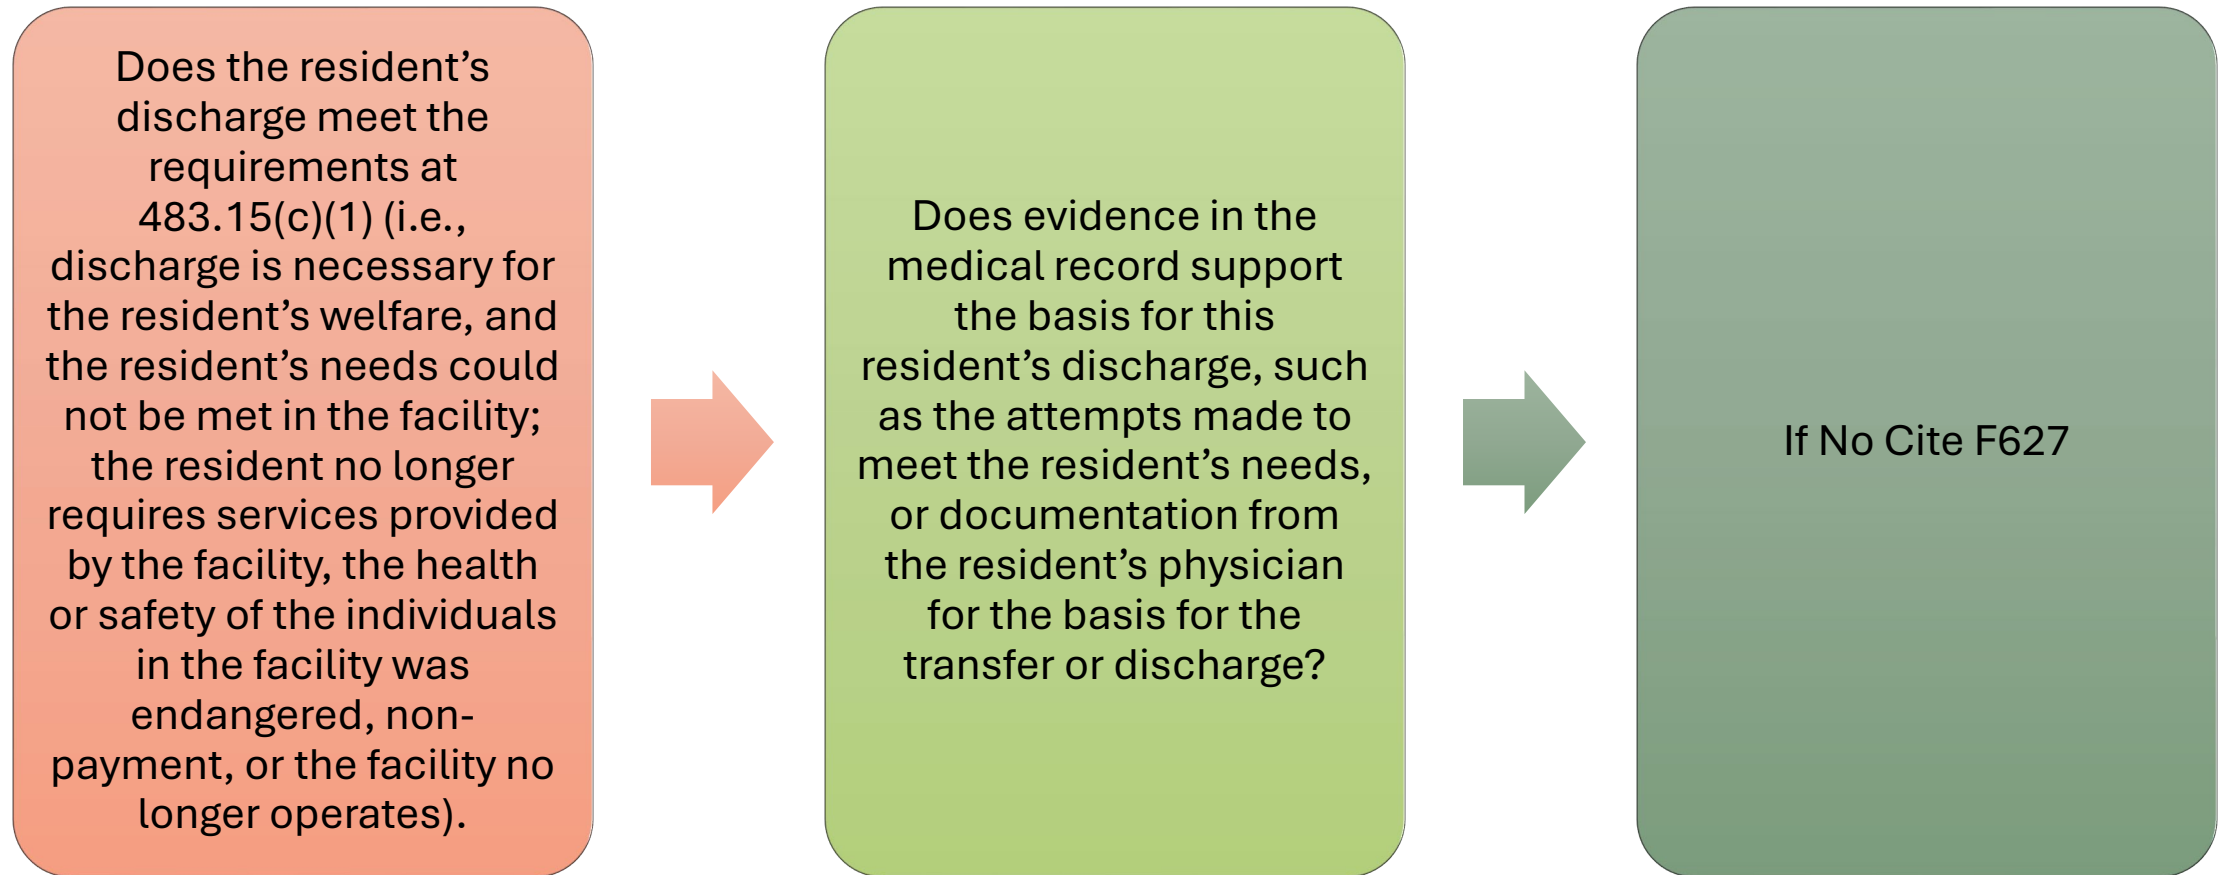 Does the resident’s
discharge meet the
requirements at
483.15(c)(1) (i.e.,
discharge is necessary for
the resident’s welfare, and
the resident’s needs could
not be met in the facility;
the resident no longer
requires services provided
by the facility, the health
or safety of the individuals
in the facility was
endangered, non-
payment, or the facility no
longer operates).
Does evidence in the
medical record support
the basis for this
resident’s discharge, such
as the attempts made to
meet the resident’s needs,
or documentation from
the resident’s physician
for the basis for the
transfer or discharge?
If No Cite F627